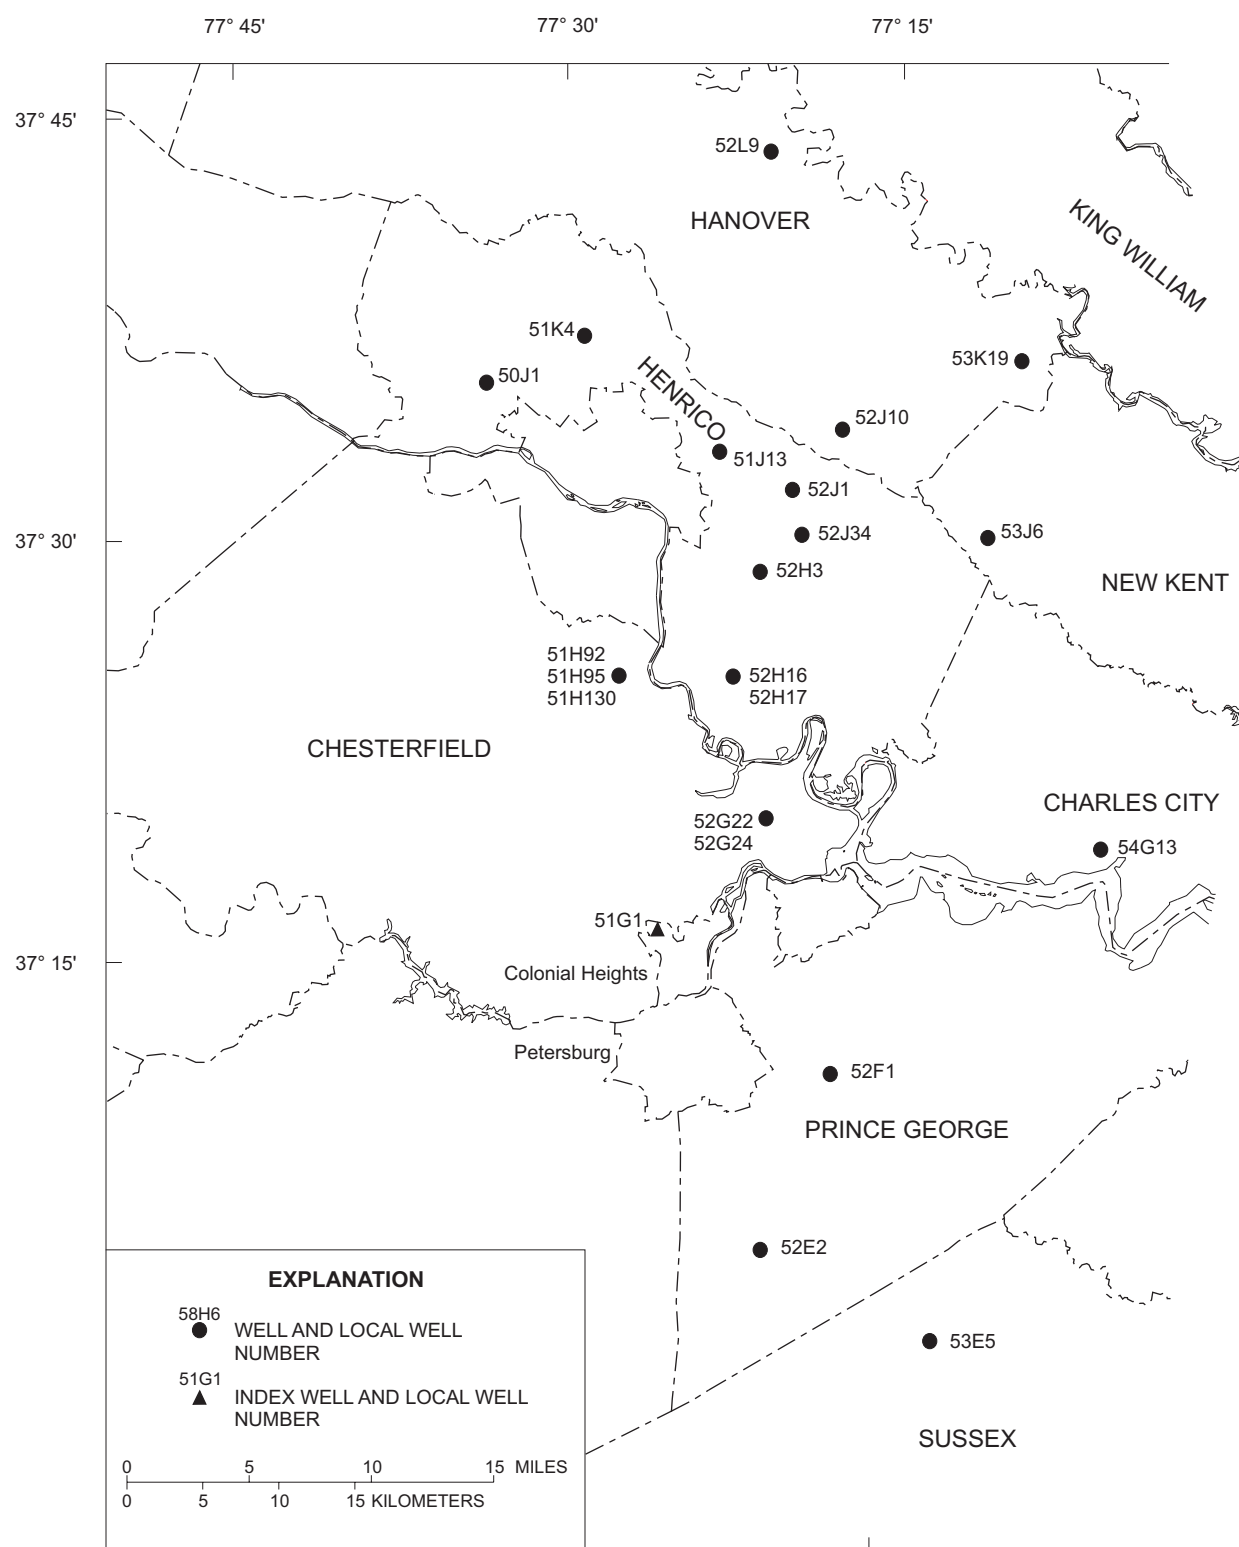 77° 45' 77° 30' 77° 15'
37° 45'
52L9
HANOVER
KING WILLIAM
51K4
53K19
50J1
HENRICO
52J10
51J13
52J1
37° 30'
52J34
53J6
52H3
NEW KENT
51H92
51H95
51H130
52H16
52H17
CHESTERFIELD
CHARLES CITY
52G22
52G24
54G13
51G1
37° 15'
Colonial Heights
Petersburg
52F1
PRINCE GEORGE
52E2
53E5
SUSSEX
EXPLANATION
58H6
WELL AND LOCAL WELL
NUMBER
51G1
INDEX WELL AND LOCAL WELL
NUMBER
0 5 10 15 MILES
0 5 10 15 KILOMETERS